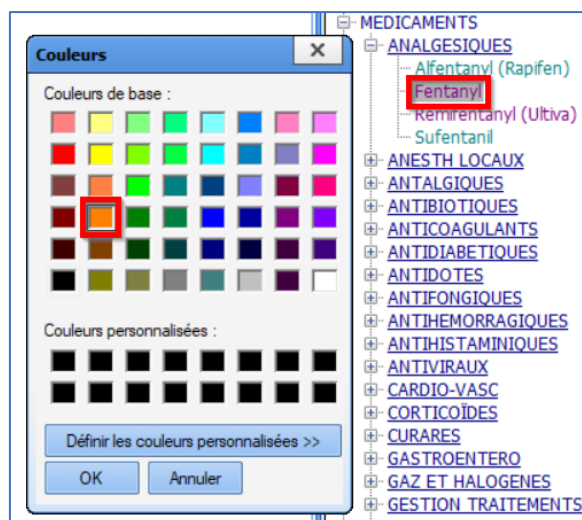 Couleurs
Couleurs de base :
Couleurs personnalisées :
Définir les couleurs personnalisées >>
OK
Annuler
MEDICAMENTS
ANALGESIQUES
Alfentanyl (Rapifen)
Fentanyl
Remifentanyl (Ultiva)
Sufentanil
ANESTH LOCAUX
ANTALGIQUES
ANTIBIOTIQUES
ANTICOAGULANTS
ANTIDIABETIQUES
ANTIDOTES
ANTIFONGIQUES
ANTIHEMORRAGIQUES
ANTIHISTAMINIQUES
ANTIVIRAUX
CARDIO-VASC
CORTICOÏDES
CURARES
GASTROENTERO
GAZ ET HALOGENES
GESTION TRAITEMENTS